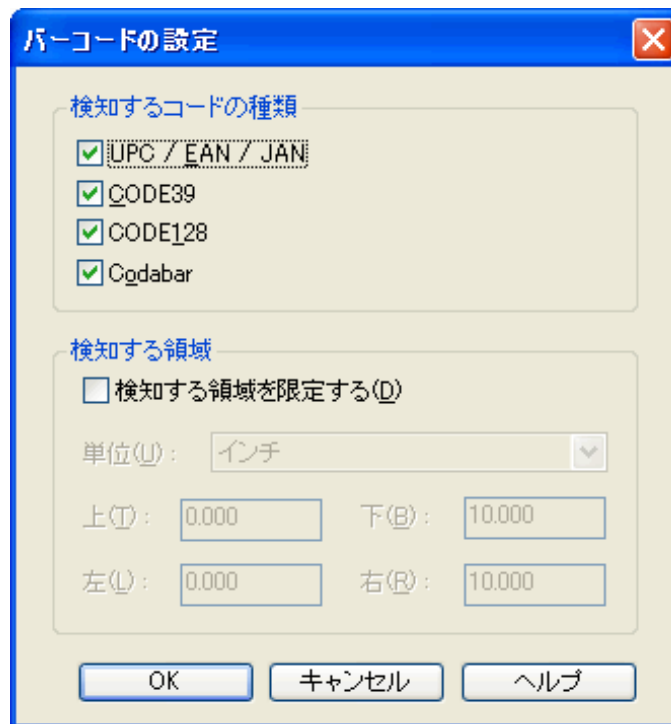 バーコードの設定
検知するコードの種類
UPC / EAN / JAN
CODE39
CODE128
Codabar
検知する領域
検知する領域を限定する(D)
単位(U): インチ
上(T): 0.000 下(B): 10.000
左(L): 0.000 右(R): 10.000
OK キャンセル ヘルプ